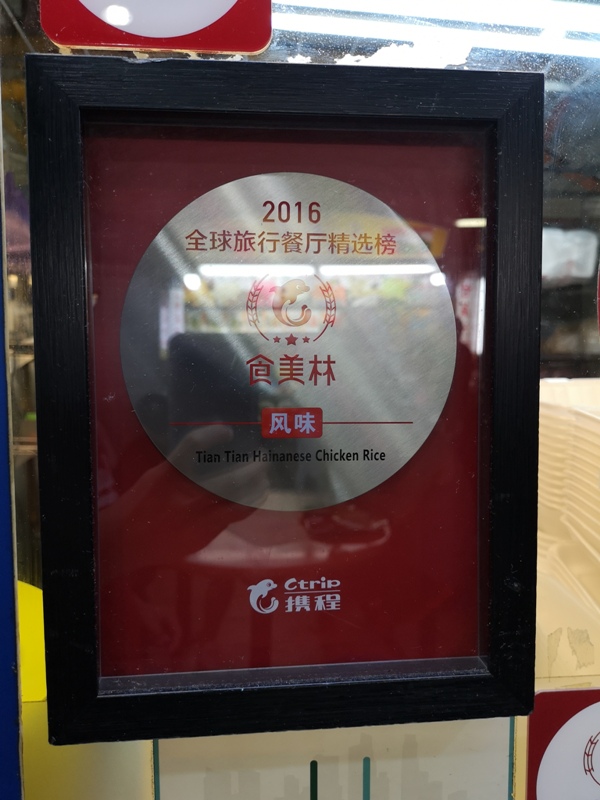 2016
全球旅行餐厅精选榜
食美林
风味
Tian Tian Hainanese Chicken Rice
Ctrip
携程